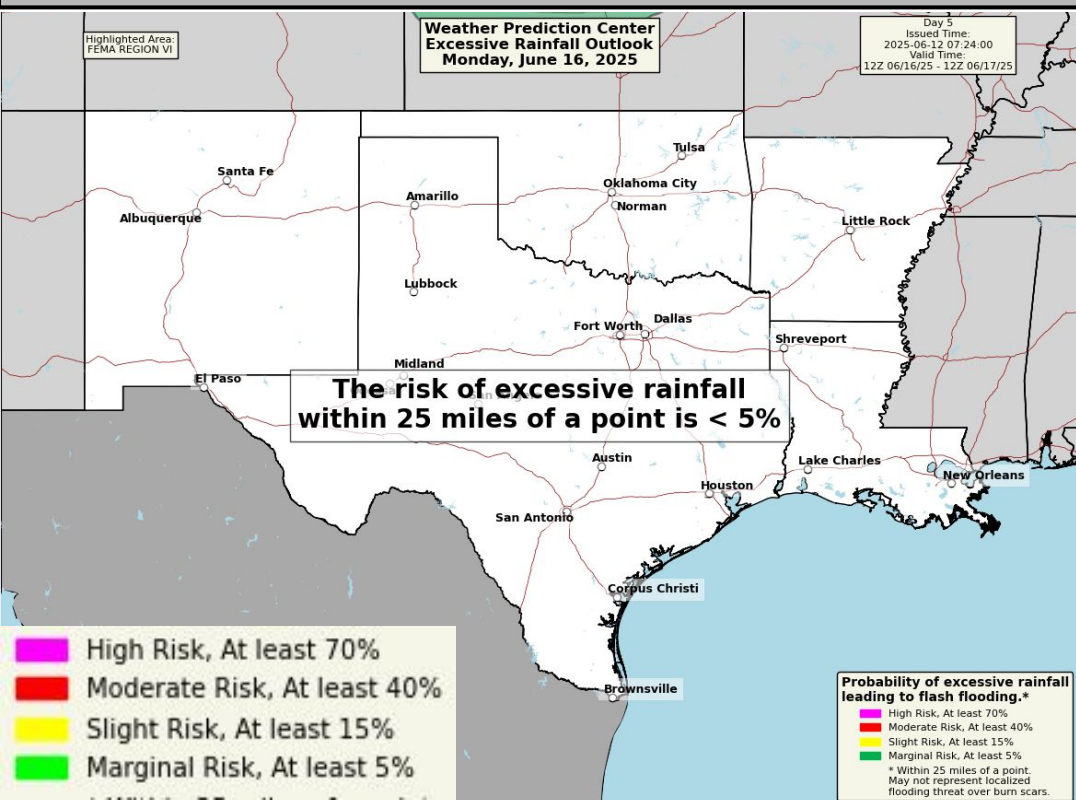 Highlighted Area:
FEMA REGION VI
Weather Prediction Center
Excessive Rainfall Outlook
Monday, June 16, 2025
Day 5
Issued Time:
2025-06-12 07:24:00
Valid Time:
12Z 06/16/25 - 12Z 06/17/25
Tulsa
Santa Fe
Oklahoma City
Amarillo
Norman
Albuquerque
Little Rock
Lubbock
Dallas
Fort Worth
Shreveport
Midland
El Paso
The risk of excessive rainfall
within 25 miles of a point is < 5%
Austin
Lake Charles
New Orleans
Houston
San Antonio
Corpus Christi
Brownsville
High Risk, At least 70%
Moderate Risk, At least 40%
Slight Risk, At least 15%
Marginal Risk, At least 5%
Probability of excessive rainfall
leading to flash flooding.*
High Risk, At least 70%
Moderate Risk, At least 40%
Slight Risk, At least 15%
Marginal Risk, At least 5%
* Within 25 miles of a point.
May not represent localized
flooding threat over burn scars.